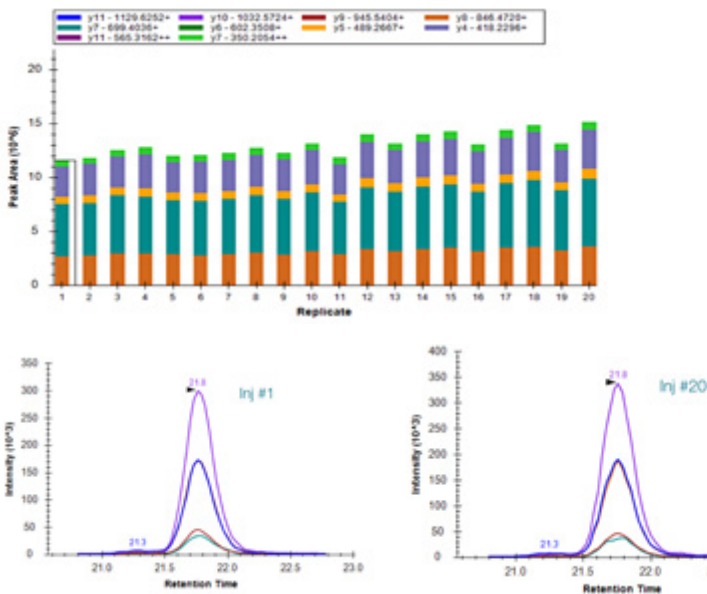 y11 - 1129.6252+ y10 - 1032.5724+ y9 - 945.5404+ y8 - 846.4720+
y7 - 699.4036+ y6 - 602.3508+ y5 - 489.2667+ y4 - 418.2296+
y11 - 565.3162++ y7 - 350.2054++
20
15
10
5
0
Peak Area (10^6)
1 2 3 4 5 6 7 8 9 10 11 12 13 14 15 16 17 18 19 20
Replicate
350
300
250
200
150
100
50
0
Intensity (10^3)
21.8
Inj #1
21.3
21.0 21.5 22.0 22.5 23.0
Retention Time
400
350
300
250
200
150
100
50
0
Intensity (10^3)
21.8
Inj #20
21.3
21.0 21.5 22.0
Retention Time